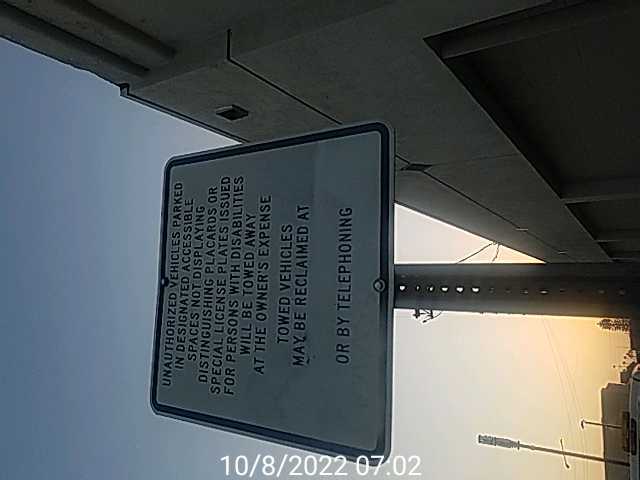 UNAUTHORIZED VEHICLES PARKED
IN DESIGNATED ACCESSIBLE
SPACES NOT DISPLAYING
DISTINGUISHING PLACARDS OR
SPECIAL LICENSE PLATES ISSUED
FOR PERSONS WITH DISABILITIES
WILL BE TOWED AWAY
AT THE OWNER'S EXPENSE
TOWED VEHICLES
MAY BE RECLAIMED AT
OR BY TELEPHONING
10/8/2022 07:02